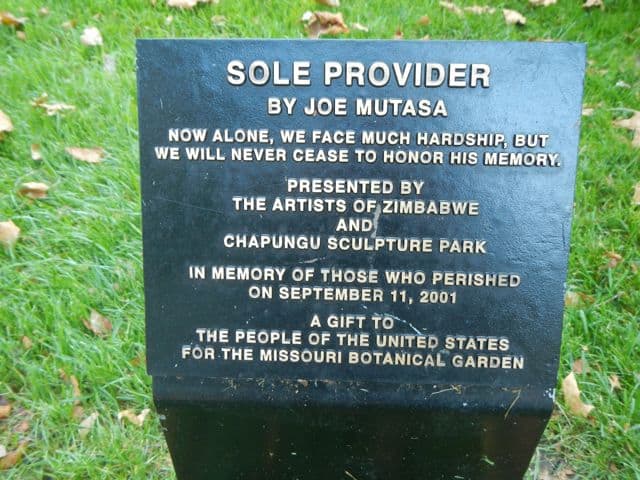 SOLE PROVIDER
BY JOE MUTASA
NOW ALONE, WE FACE MUCH HARDSHIP, BUT
WE WILL NEVER CEASE TO HONOR HIS MEMORY.
PRESENTED BY
THE ARTISTS OF ZIMBABWE
AND
CHAPUNGU SCULPTURE PARK
IN MEMORY OF THOSE WHO PERISHED
ON SEPTEMBER 11, 2001
A GIFT TO
THE PEOPLE OF THE UNITED STATES
FOR THE MISSOURI BOTANICAL GARDEN